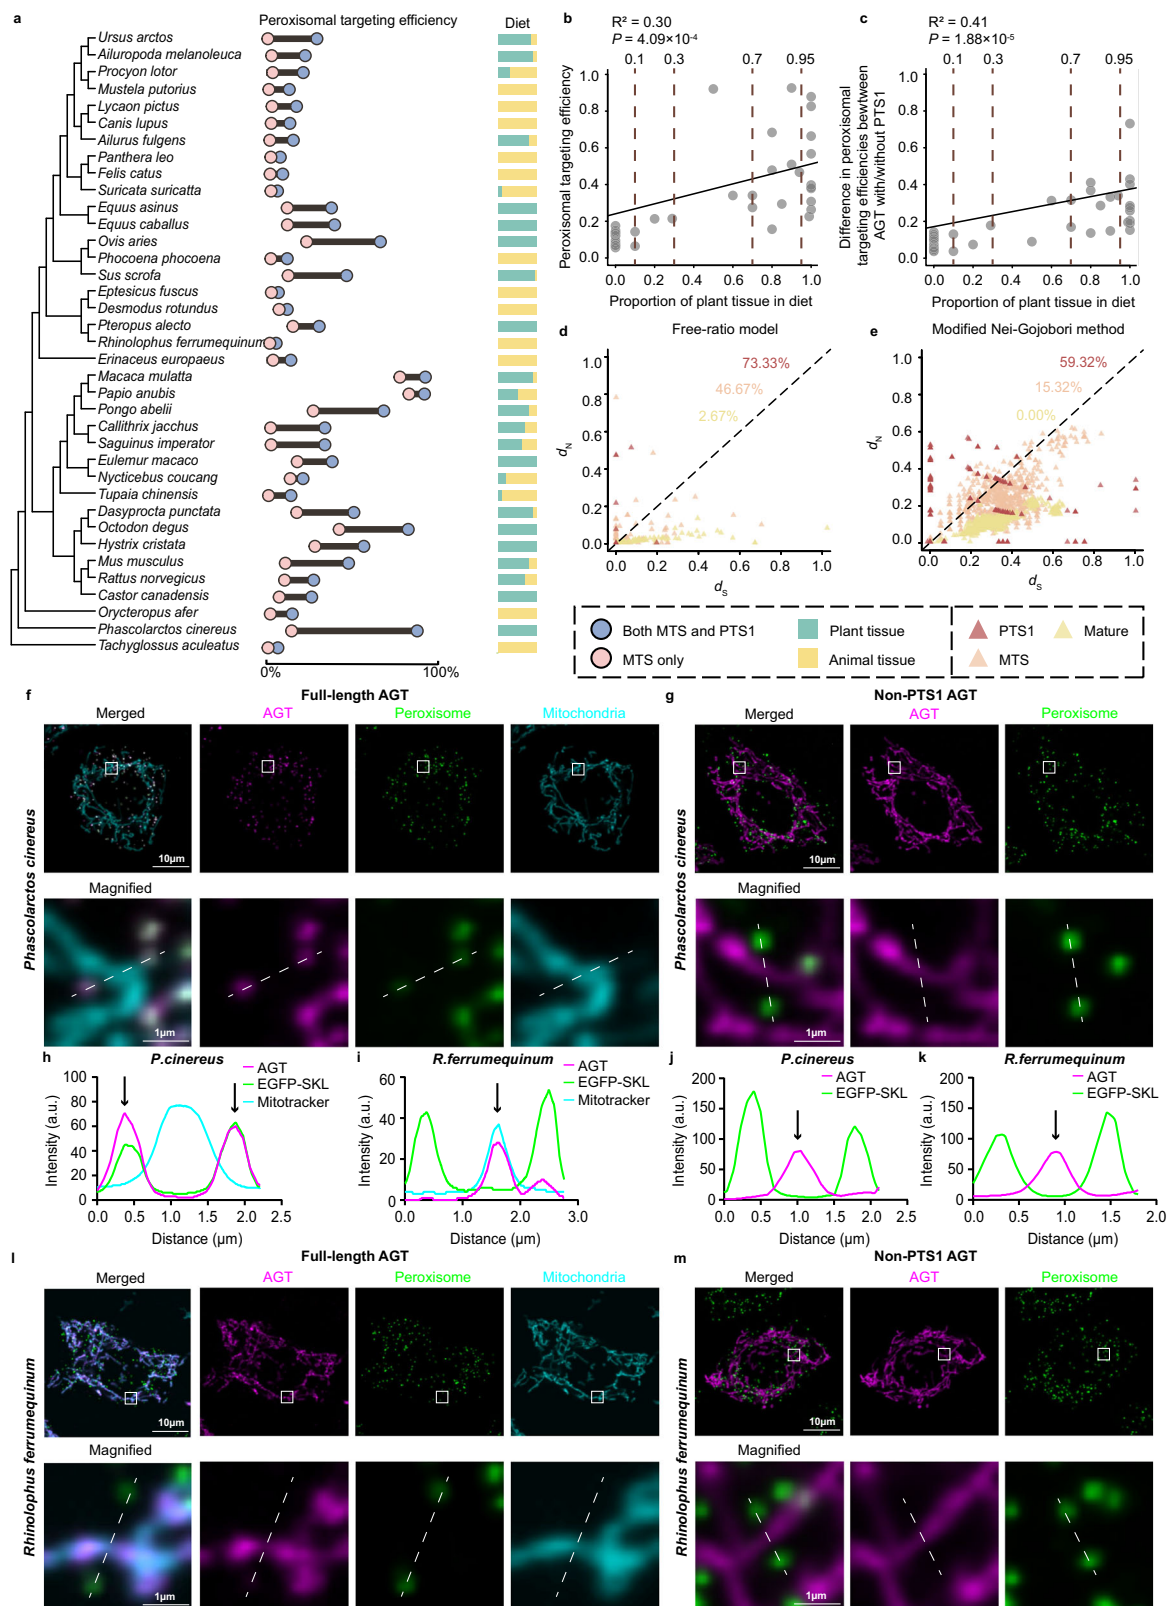 a
Peroxisomal targeting efficiency
Diet
Ursus arctos
Ailuropoda melanoleuca
Procyon lotor
Mustela putorius
Lycaon pictus
Canis lupus
Ailurus fulgens
Panthera leo
Felis catus
Suricata suricatta
Equus asinus
Equus caballus
Ovis aries
Phocoena phocoena
Sus scrofa
Eptesicus fuscus
Desmodus rotundus
Pteropus alecto
Rhinolophus ferrumequinum
Erinaceus europaeus
Macaca mulatta
Papio anubis
Pongo abelii
Callithrix jacchus
Saguinus imperator
Eulemur macaco
Nycticebus coucang
Tupaia chinensis
Dasyprocta punctata
Octodon degus
Hystrix cristata
Mus musculus
Rattus norvegicus
Castor canadensis
Orycteropus afer
Phascolarctos cinereus
Tachyglossus aculeatus
0%
100%
b
R² = 0.30
P = 4.09×10⁻⁴
0.1 0.3 0.7 0.95
Peroxisomal targeting efficiency
1.0
0.8
0.6
0.4
0.2
0.0
0.0 0.2 0.4 0.6 0.8 1.0
Proportion of plant tissue in diet
c
R² = 0.41
P = 1.88×10⁻⁵
0.1 0.3 0.7 0.95
Difference in peroxisomal
targeting efficiencies bewtween
AGT with/without PTS1
1.0
0.8
0.6
0.4
0.2
0.0
0.0 0.2 0.4 0.6 0.8 1.0
Proportion of plant tissue in diet
d
Free-ratio model
73.33%
46.67%
2.67%
dN
1.0
0.8
0.6
0.4
0.2
0.0
0.0 0.2 0.4 0.6 0.8 1.0
dS
e
Modified Nei-Gojobori method
59.32%
15.32%
0.00%
dN
1.0
0.8
0.6
0.4
0.2
0.0
0.0 0.2 0.4 0.6 0.8 1.0
dS
Both MTS and PTS1
MTS only
Plant tissue
Animal tissue
PTS1
Mature
MTS
f
Full-length AGT
Merged
AGT
Peroxisome
Mitochondria
Phascolarctos cinereus
10μm
Magnified
1μm
g
Non-PTS1 AGT
Merged
AGT
Peroxisome
Phascolarctos cinereus
10μm
Magnified
1μm
h
P.cinereus
AGT
EGFP-SKL
Mitotracker
Intensity (a.u.)
100
80
60
40
20
0
0.0 0.5 1.0 1.5 2.0 2.5
Distance (μm)
i
R.ferrumequinum
AGT
EGFP-SKL
Mitotracker
Intensity (a.u.)
60
40
20
0
0.0 1.0 2.0 3.0
Distance (μm)
j
P.cinereus
AGT
EGFP-SKL
Intensity (a.u.)
200
150
100
50
0
0.0 0.5 1.0 1.5 2.0 2.5
Distance (μm)
k
R.ferrumequinum
AGT
EGFP-SKL
Intensity (a.u.)
200
150
100
50
0
0.0 0.5 1.0 1.5 2.0
Distance (μm)
l
Full-length AGT
Merged
AGT
Peroxisome
Mitochondria
Rhinolophus ferrumequinum
10μm
Magnified
1μm
m
Non-PTS1 AGT
Merged
AGT
Peroxisome
Rhinolophus ferrumequinum
10μm
Magnified
1μm